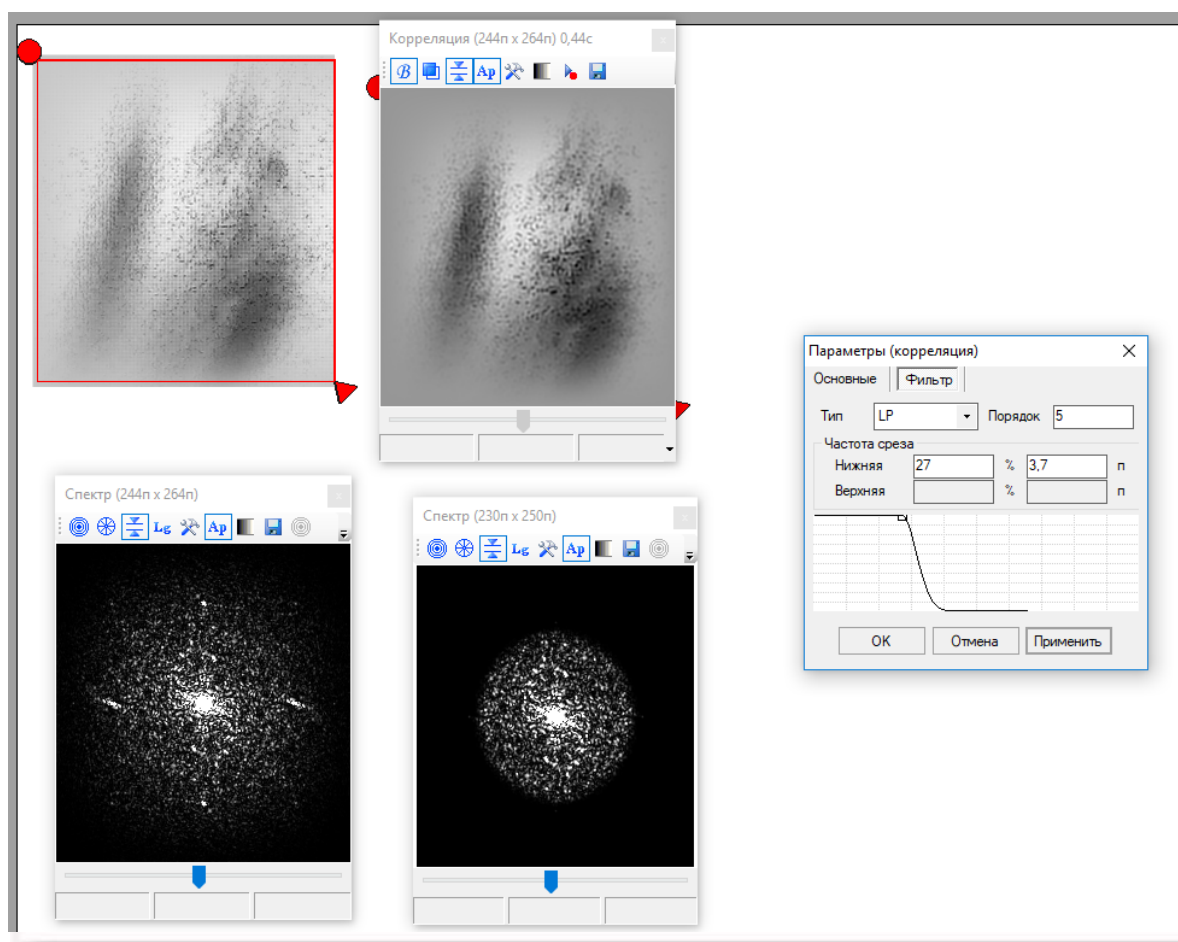 Корреляция (244п x 264п) 0,44с
B Ap
Параметры (корреляция)
Основные Фильтр
Тип LP Порядок 5
Частота среза
Нижняя 27 % 3,7 п
Верхняя % п
OK Отмена Применить
Спектр (244п x 264п)
Lg Ap
Спектр (230п x 250п)
Lg Ap